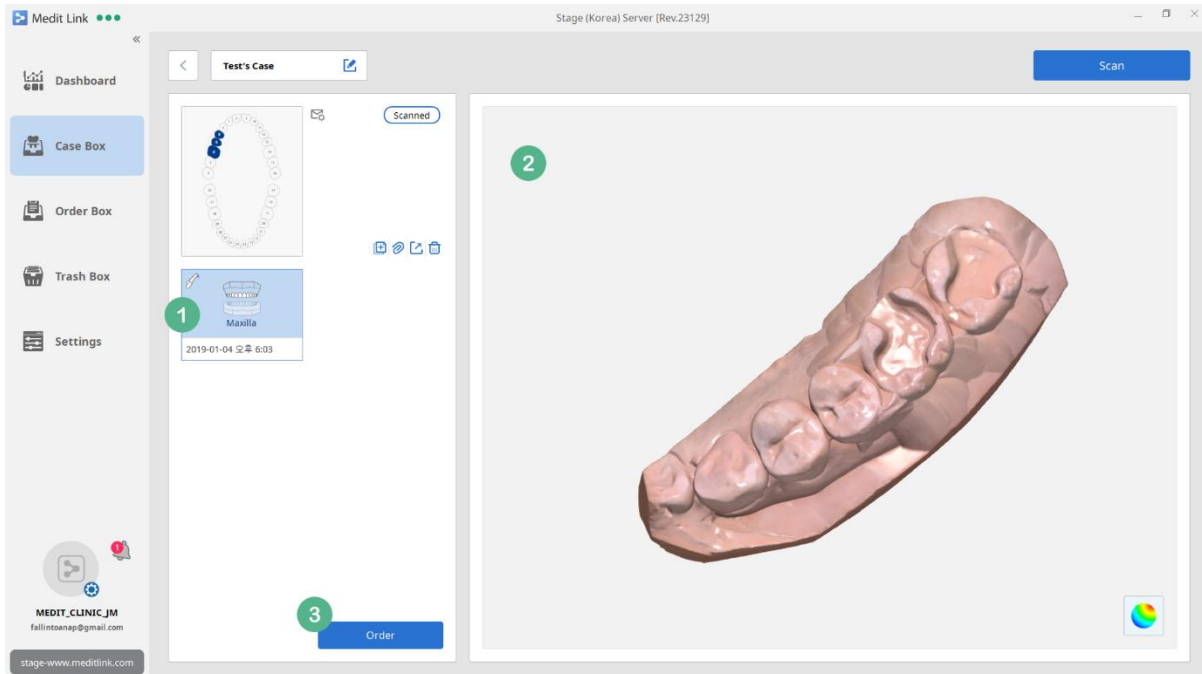 Medit Link
Stage (Korea) Server [Rev.23129]
Dashboard
Case Box
Order Box
Trash Box
Settings
1
MEDIT_CLINIC_JM
fallintoanap@gmail.com
stage-www.meditlink.com
Test's Case
Scan
Scanned
1
Maxilla
2019-01-04 오후 6:03
3
Order
2